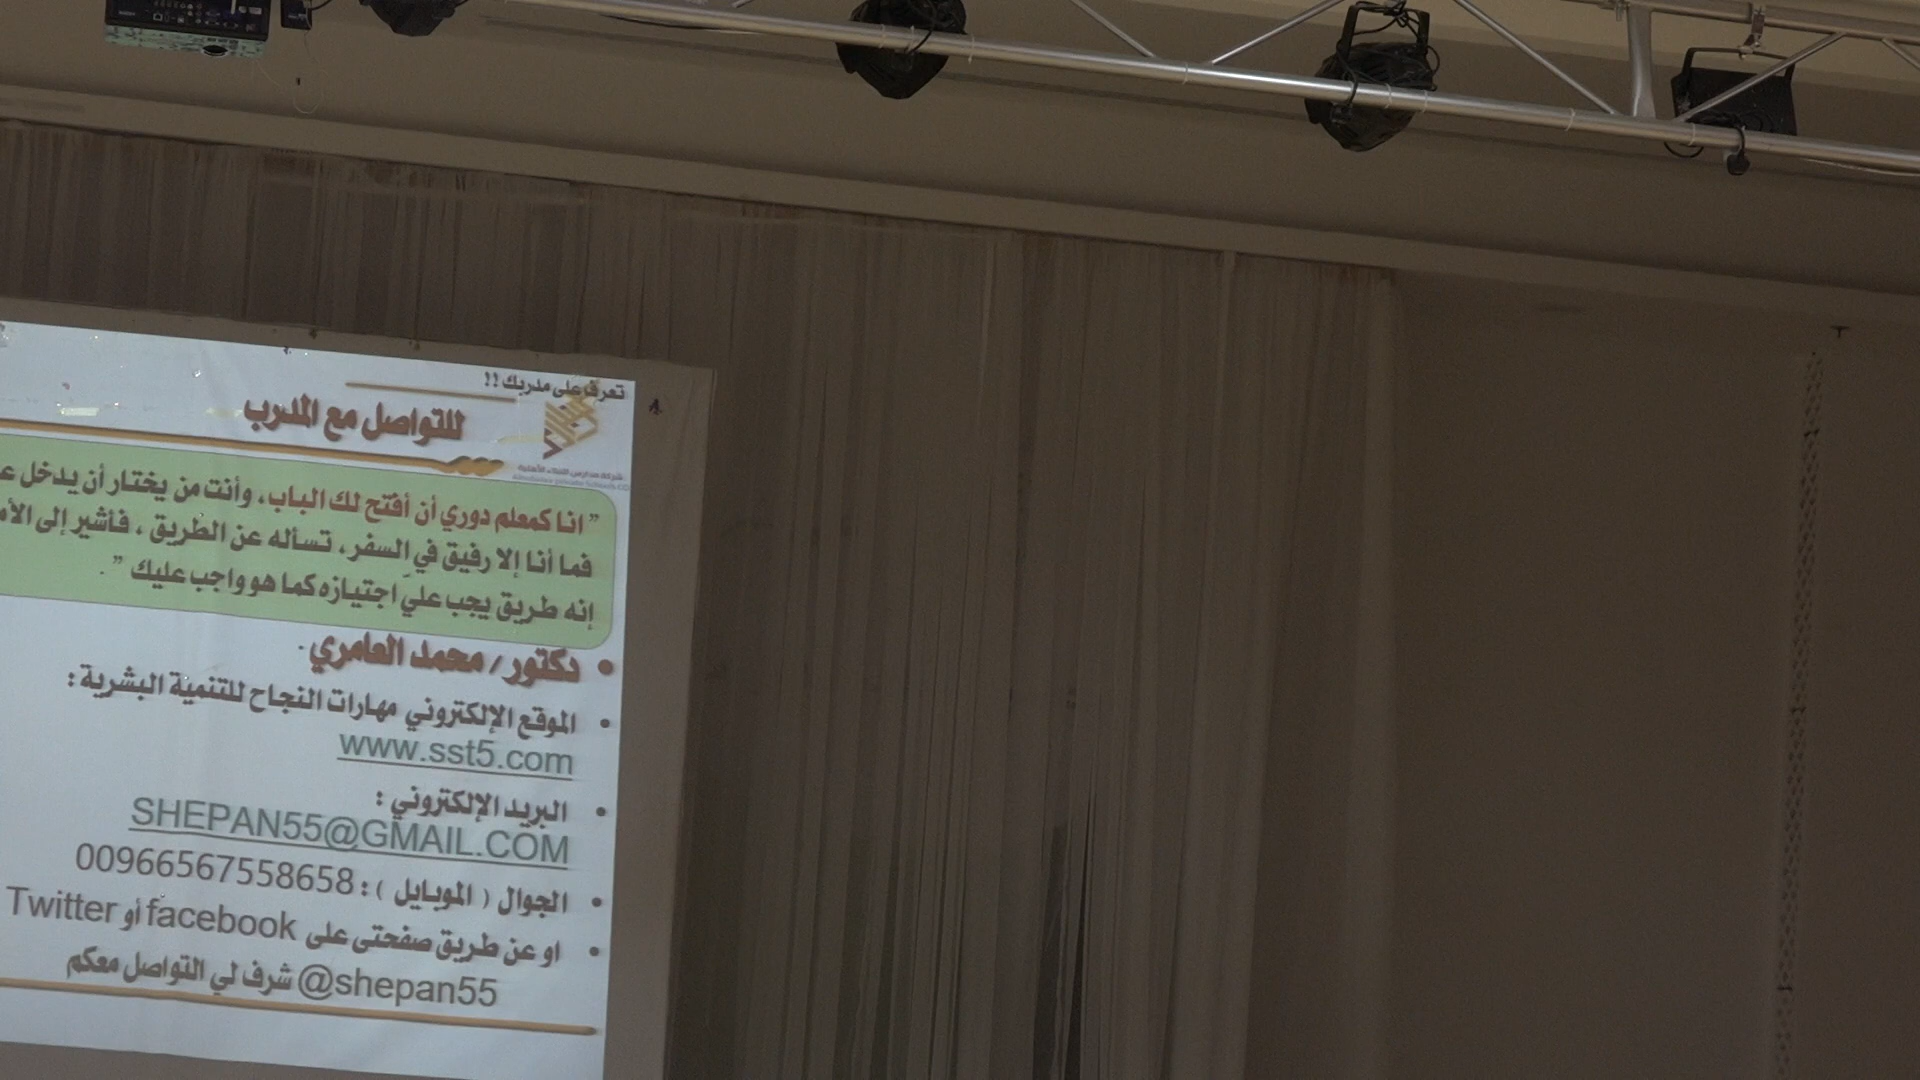 تعرف على مدربك !!
للتواصل مع المدرب
" انا كمعلم دوري أن أفتح لك الباب، وأنت من يختار أن يدخل
فما أنا إلا رفيق في السفر، تسأله عن الطريق ، فأشير إلى
إنه طريق يجب عليَ اجتيازه كما هو واجب عليك " .
• دكتور / محمد العامري.
• الموقع الإلكتروني مهارات النجاح للتنمية البشرية :
www.sst5.com
• البريد الإلكتروني :
SHEPAN55@GMAIL.COM
• الجوال ( الموبايل ) : 00966567558658
• او عن طريق صفحتى على facebook أو Twitter
@shepan55 شرف لي التواصل معكم